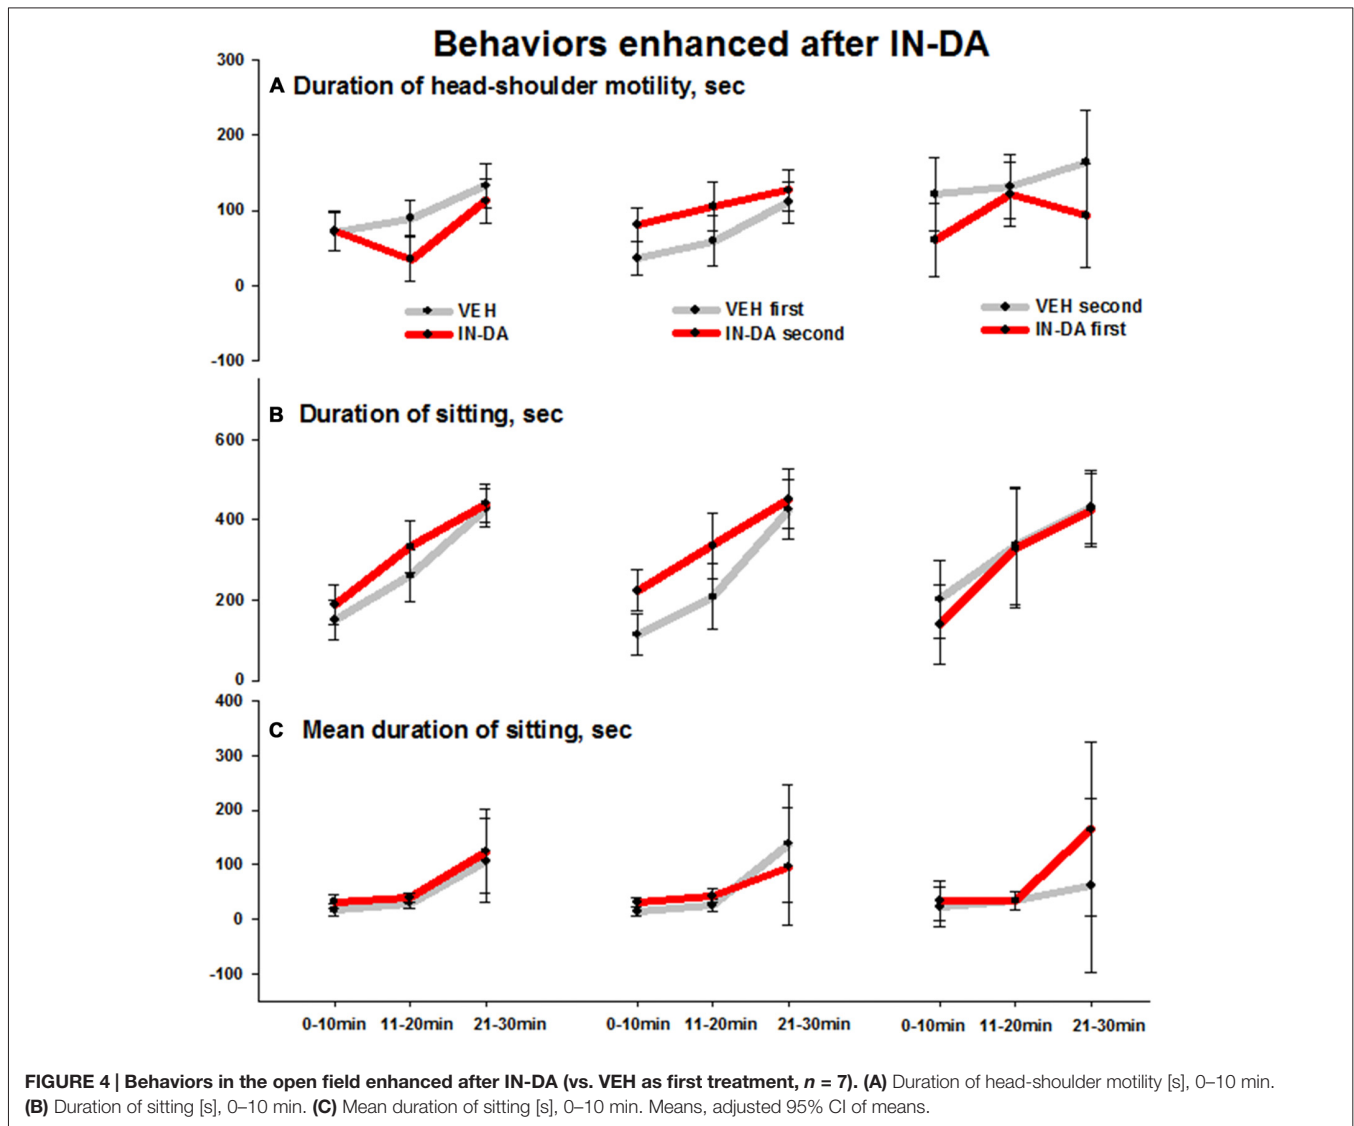 Behaviors enhanced after IN-DA
A Duration of head-shoulder motility, sec
300
200
100
0
-100
VEH
IN-DA
VEH first
IN-DA second
VEH second
IN-DA first
B Duration of sitting, sec
600
400
200
0
C Mean duration of sitting, sec
400
300
200
100
0
-100
0-10min 11-20min 21-30min 0-10min 11-20min 21-30min 0-10min 11-20min 21-30min
FIGURE 4 | Behaviors in the open field enhanced after IN-DA (vs. VEH as first treatment, n = 7). (A) Duration of head-shoulder motility [s], 0–10 min.
(B) Duration of sitting [s], 0–10 min. (C) Mean duration of sitting [s], 0–10 min. Means, adjusted 95% CI of means.